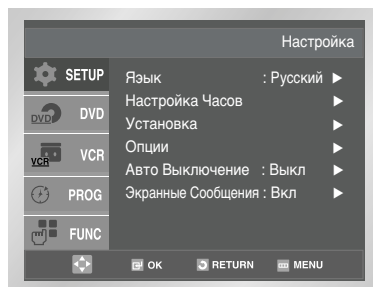 Настройка
SETUP
DVD DVD
VCR VCR
PROG
FUNC
Яэык : Русский ►
Настройка Часов ►
Установка ►
Опции ►
Авто Выключение : Выкл ►
Экранные Сообщения : Вкл ►
OK RETURN MENU